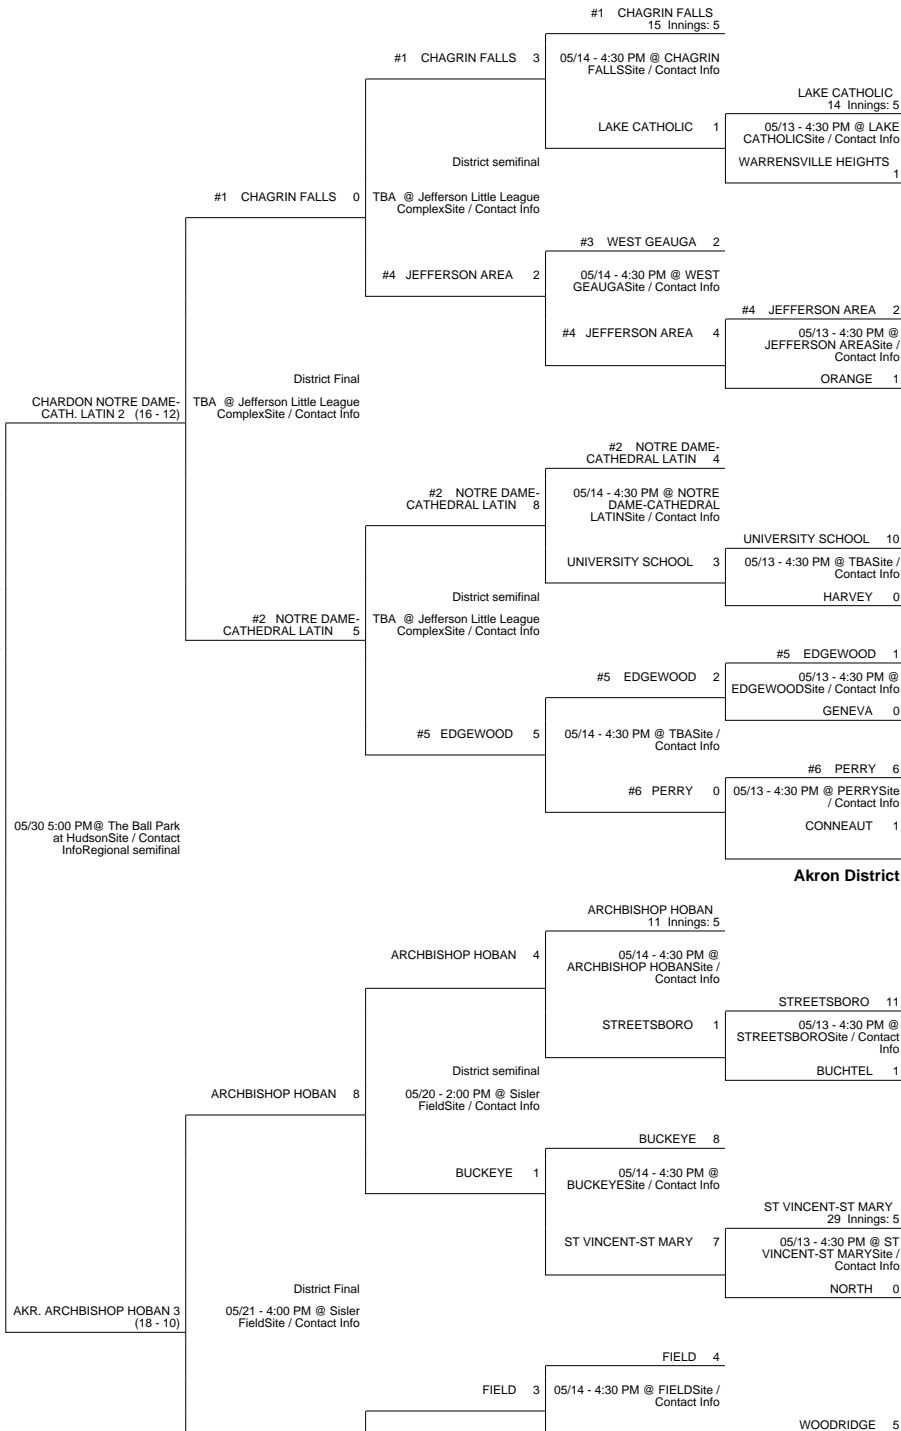 #1 CHAGRIN FALLS
15 Innings: 5
#1 CHAGRIN FALLS 3
05/14 - 4:30 PM @ CHAGRIN
FALLSSite / Contact Info
LAKE CATHOLIC
14 Innings: 5
LAKE CATHOLIC 1
05/13 - 4:30 PM @ LAKE
CATHOLICSite / Contact Info
District semifinal
WARRENSVILLE HEIGHTS
1
#1 CHAGRIN FALLS 0
TBA @ Jefferson Little League
ComplexSite / Contact Info
#3 WEST GEAUGA 2
#4 JEFFERSON AREA 2
05/14 - 4:30 PM @ WEST
GEAUGASite / Contact Info
#4 JEFFERSON AREA 2
#4 JEFFERSON AREA 4
05/13 - 4:30 PM @
JEFFERSON AREASite /
Contact Info
District Final
ORANGE 1
CHARDON NOTRE DAME-
CATH. LATIN 2 (16 - 12)
TBA @ Jefferson Little League
ComplexSite / Contact Info
#2 NOTRE DAME-
CATHEDRAL LATIN 4
#2 NOTRE DAME-
CATHEDRAL LATIN 8
05/14 - 4:30 PM @ NOTRE
DAME-CATHEDRAL
LATINSite / Contact Info
UNIVERSITY SCHOOL 10
UNIVERSITY SCHOOL 3
05/13 - 4:30 PM @ TBASite /
Contact Info
District semifinal
HARVEY 0
#2 NOTRE DAME-
CATHEDRAL LATIN 5
TBA @ Jefferson Little League
ComplexSite / Contact Info
#5 EDGEWOOD 1
#5 EDGEWOOD 2
05/13 - 4:30 PM @
EDGEWOODSite / Contact Info
GENEVA 0
#5 EDGEWOOD 5
05/14 - 4:30 PM @ TBASite /
Contact Info
#6 PERRY 6
#6 PERRY 0
05/13 - 4:30 PM @ PERRYSite
/ Contact Info
05/30 5:00 PM@ The Ball Park
at HudsonSite / Contact
InfoRegional semifinal
CONNEAUT 1
Akron District
ARCHBISHOP HOBAN
11 Innings: 5
ARCHBISHOP HOBAN 4
05/14 - 4:30 PM @
ARCHBISHOP HOBANSite /
Contact Info
STREETSBORO 11
STREETSBORO 1
05/13 - 4:30 PM @
STREETSBOROSite / Contact
Info
District semifinal
BUCHTEL 1
ARCHBISHOP HOBAN 8
05/20 - 2:00 PM @ Sisler
FieldSite / Contact Info
BUCKEYE 8
BUCKEYE 1
05/14 - 4:30 PM @
BUCKEYESite / Contact Info
ST VINCENT-ST MARY
29 Innings: 5
ST VINCENT-ST MARY 7
05/13 - 4:30 PM @ ST
VINCENT-ST MARYSite /
Contact Info
District Final
NORTH 0
AKR. ARCHBISHOP HOBAN 3
(18 - 10)
05/21 - 4:00 PM @ Sisler
FieldSite / Contact Info
FIELD 4
FIELD 3
05/14 - 4:30 PM @ FIELDSite /
Contact Info
WOODRIDGE 5